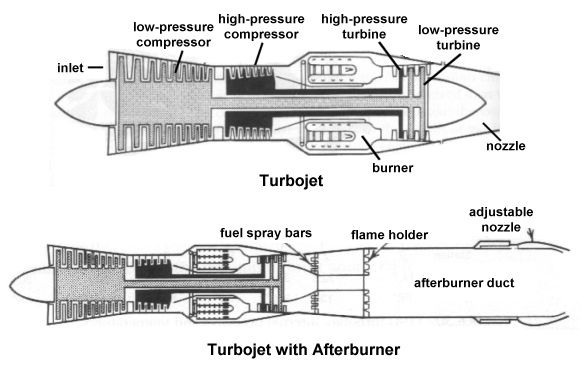 low-pressure
compressor
high-pressure
compressor
high-pressure
turbine
low-pressure
turbine
inlet
nozzle
burner
Turbojet
adjustable
nozzle
fuel spray bars
flame holder
afterburner duct
Turbojet with Afterburner